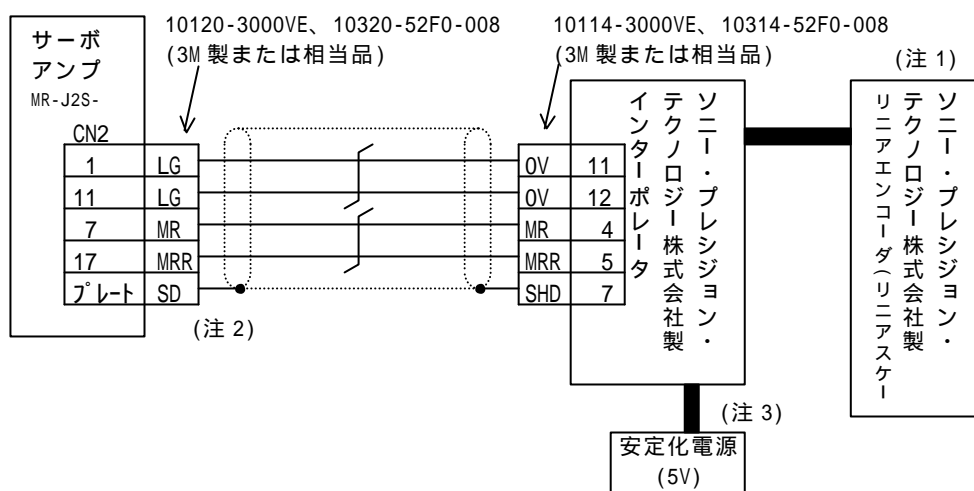 10120-3000VE、10320-52F0-008
(3M 製または相当品)
10114-3000VE、10314-52F0-008
(3M 製または相当品)
サーボ
アンプ
MR-J2S-
CN2
1 LG
11 LG
7 MR
17 MRR
プレート SD
(注 2)
0V 11
0V 12
MR 4
MRR 5
SHD 7
ソニー・プレシジョン・
テクノロジー株式会社製
インターポレータ
(注 1)
ソニー・プレシジョン・
テクノロジー株式会社製
リニアエンコーダ(リニアスケー
(注 3)
安定化電源
(5V)